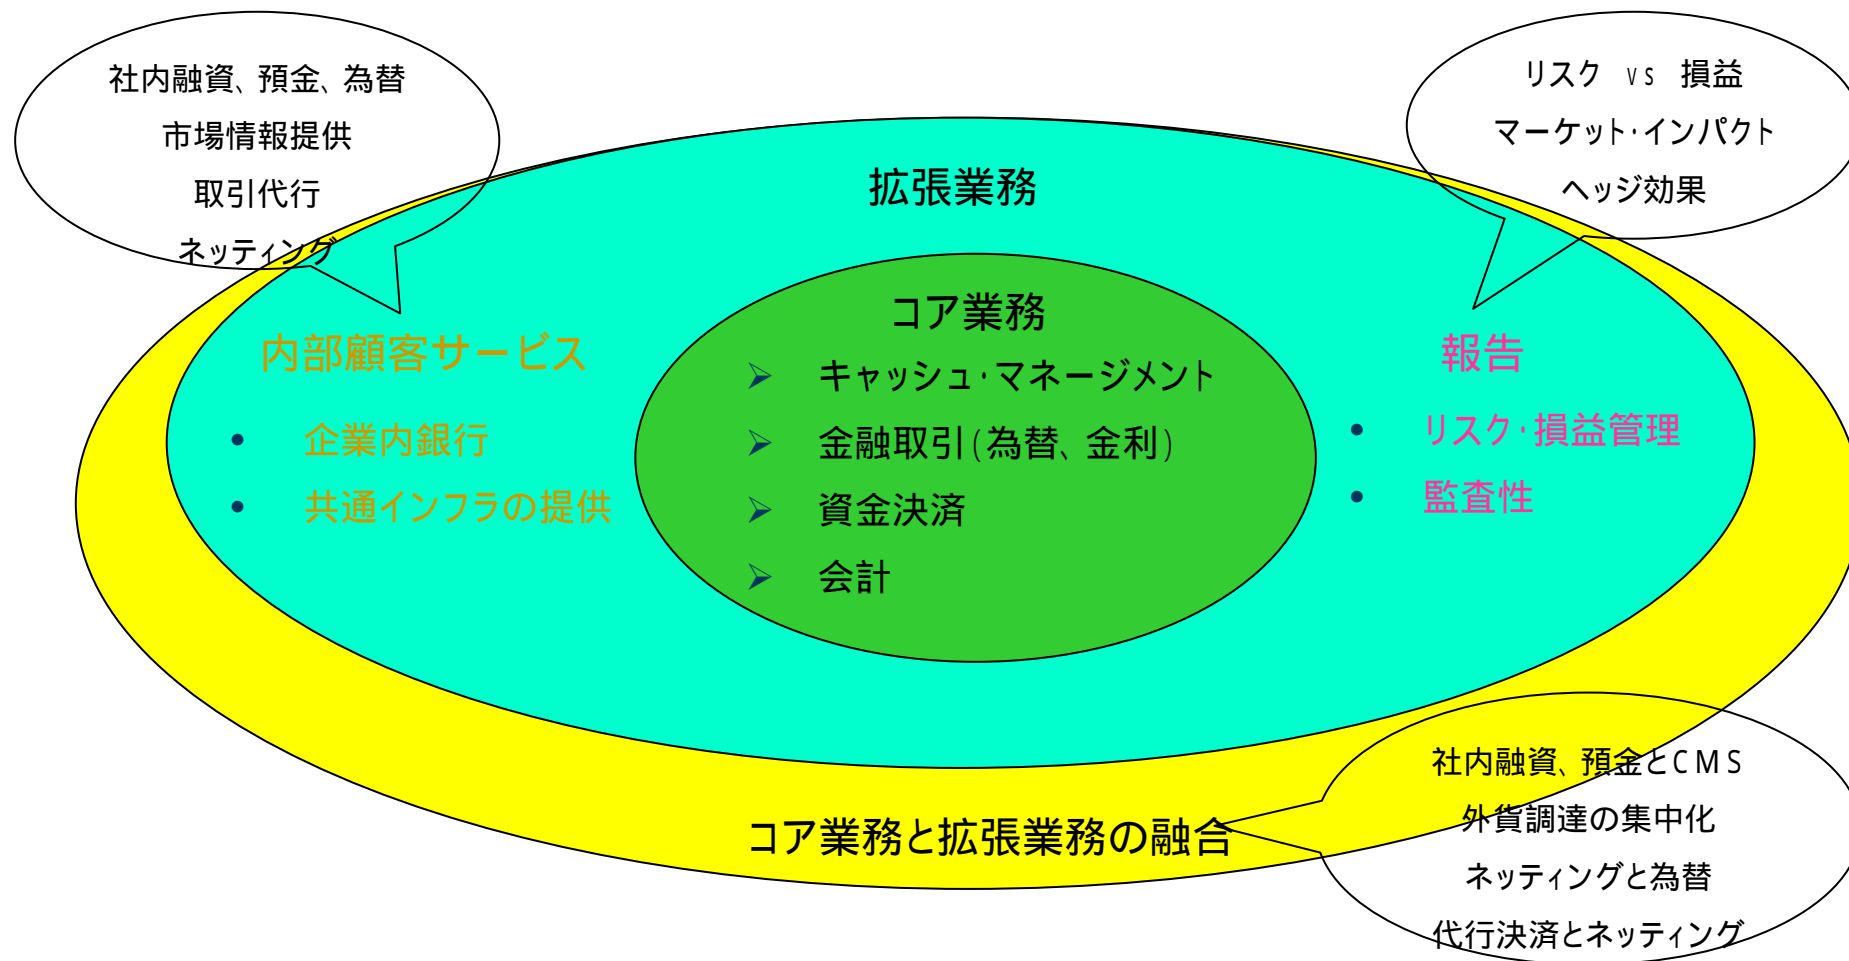 社内融資、預金、為替
市場情報提供
取引代行
ネッティング
リスク vs 損益
マーケット・インパクト
ヘッジ効果
拡張業務
コア業務
キャッシュ・マネージメント
金融取引(為替、金利)
資金決済
会計
内部顧客サービス
• 企業内銀行
• 共通インフラの提供
報告
• リスク・損益管理
• 監査性
コア業務と拡張業務の融合
社内融資、預金とCMS
外貨調達の集中化
ネッティングと為替
代行決済とネッティング